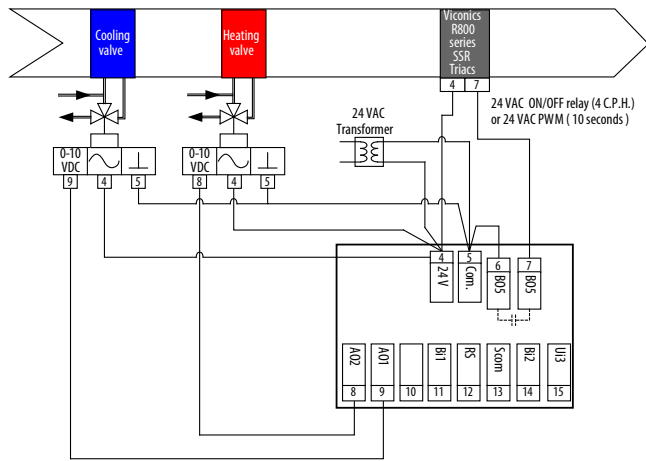 Cooling
valve
Heating
valve
Viconics
R800
series
SSR
Triacs
4 7
24 VAC ON/OFF relay (4 C.P.H.)
or 24 VAC PWM ( 10 seconds )
24 VAC
Transformer
0-10
VDC
9 4 5
0-10
VDC
8 4 5
4
24 V
5
Com.
6
BO5
7
BO5
AO2
8
AO1
9
10
Bi1
11
RS
12
Scom
13
Bi2
14
Ui3
15